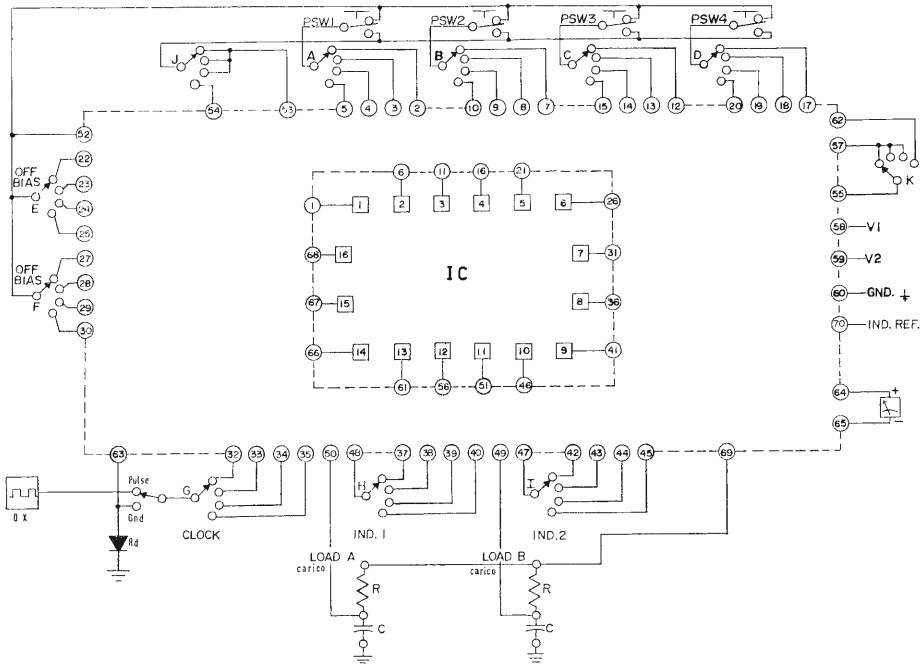 PSW1 PSW2 PSW3 PSW4
J A B C D
54 53 5 4 3 2 10 9 8 7 15 14 13 12 20 19 18 17
52 62
22 57
OFF BIAS
23 K
E 24 55
25 58 V1
27 59 V2
OFF BIAS
28 60 GND.
F 29 70 IND. REF.
30
6 11 16 21
1 1 2 3 4 5 6 26
68 16 IC 7 31
67 15 8 36
66 14 13 12 11 10 9 41
61 56 51 46
64 +
65 −
63 32 33 34 35 50 48 37 38 39 40 49 47 42 43 44 45 69
Pulse G H I
Gnd
OX
CLOCK IND. 1 IND.2
Rd
LOAD A LOAD B
carico carico
R R
C C